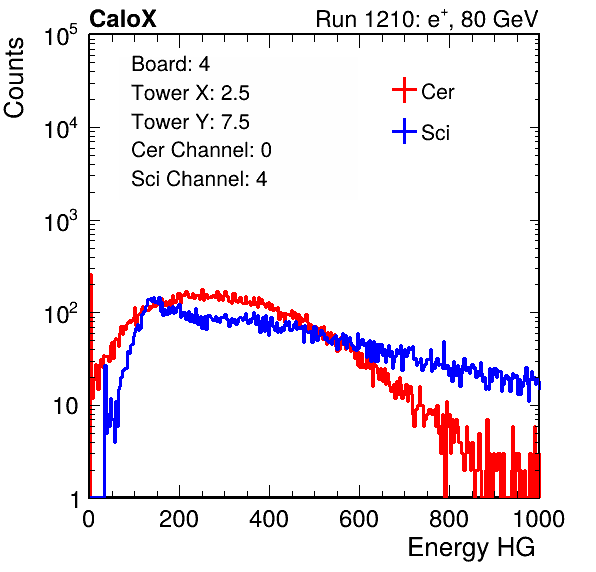 CaloX Run 1210: e⁺, 80 GeV
Counts
Board: 4
Tower X: 2.5
Tower Y: 7.5
Cer Channel: 0
Sci Channel: 4
Cer
Sci
10⁵
10⁴
10³
10²
10
1
0 200 400 600 800 1000
Energy HG